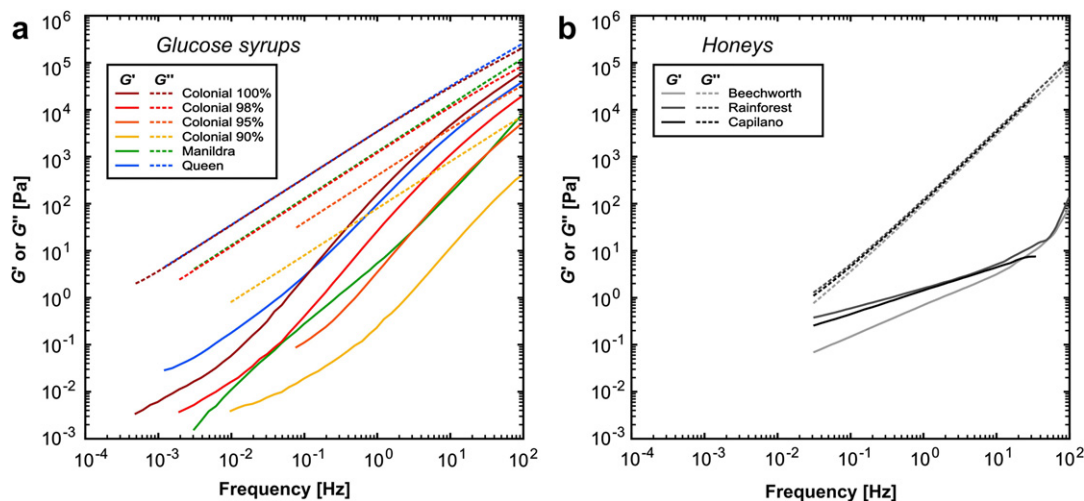 a
Glucose syrups
G' G"
Colonial 100%
Colonial 98%
Colonial 95%
Colonial 90%
Manildra
Queen
G' or G" [Pa]
10^6
10^5
10^4
10^3
10^2
10^1
10^0
10^-1
10^-2
10^-3
10^-4 10^-3 10^-2 10^-1 10^0 10^1 10^2
Frequency [Hz]
b
Honeys
G' G"
Beechworth
Rainforest
Capilano
G' or G" [Pa]
10^6
10^5
10^4
10^3
10^2
10^1
10^0
10^-1
10^-2
10^-3
10^-4 10^-3 10^-2 10^-1 10^0 10^1 10^2
Frequency [Hz]